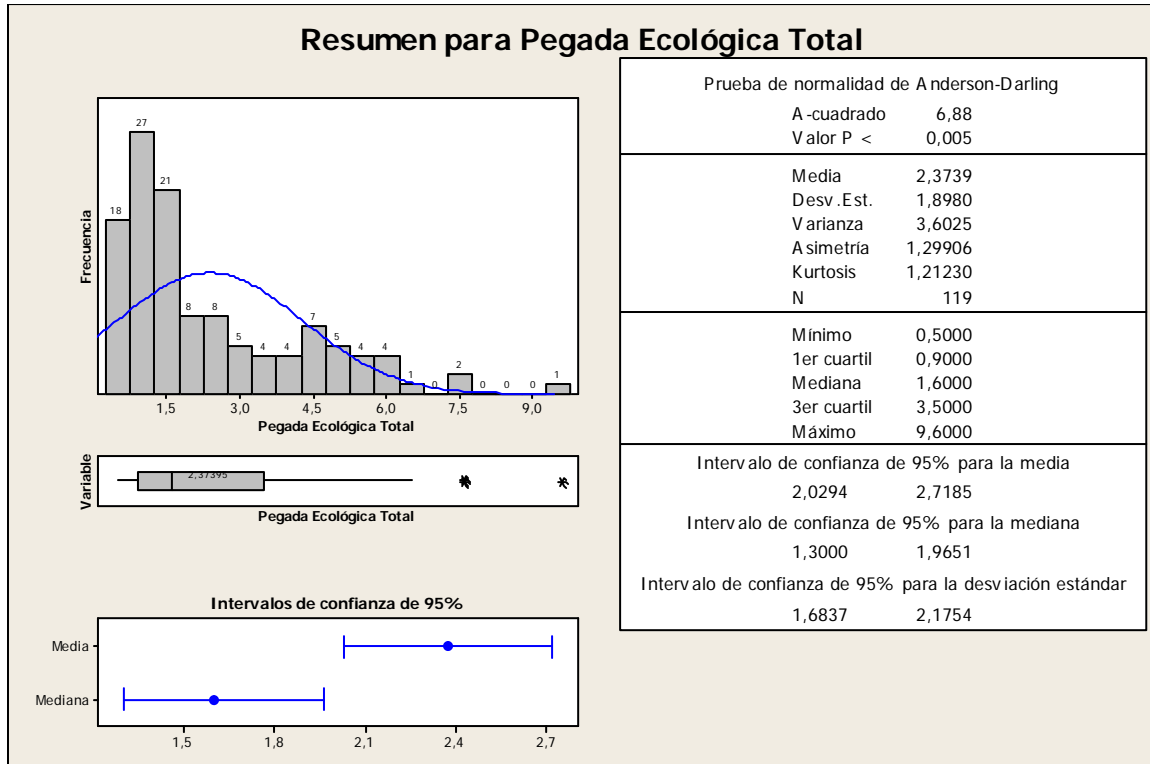 Resumen para Pegada Ecológica Total
Frecuencia
18
27
21
8
8
5
4
4
7
5
4
4
1
0
2
0
0
0
1
1,5 3,0 4,5 6,0 7,5 9,0
Pegada Ecológica Total
Variable
2,37395
Pegada Ecológica Total
Intervalos de confianza de 95%
Media
Mediana
1,5 1,8 2,1 2,4 2,7
Prueba de normalidad de Anderson-Darling
A-cuadrado 6,88
Valor P < 0,005
Media 2,3739
Desv.Est. 1,8980
Varianza 3,6025
Asimetría 1,29906
Kurtosis 1,21230
N 119
Mínimo 0,5000
1er cuartil 0,9000
Mediana 1,6000
3er cuartil 3,5000
Máximo 9,6000
Intervalo de confianza de 95% para la media
2,0294 2,7185
Intervalo de confianza de 95% para la mediana
1,3000 1,9651
Intervalo de confianza de 95% para la desviación estándar
1,6837 2,1754